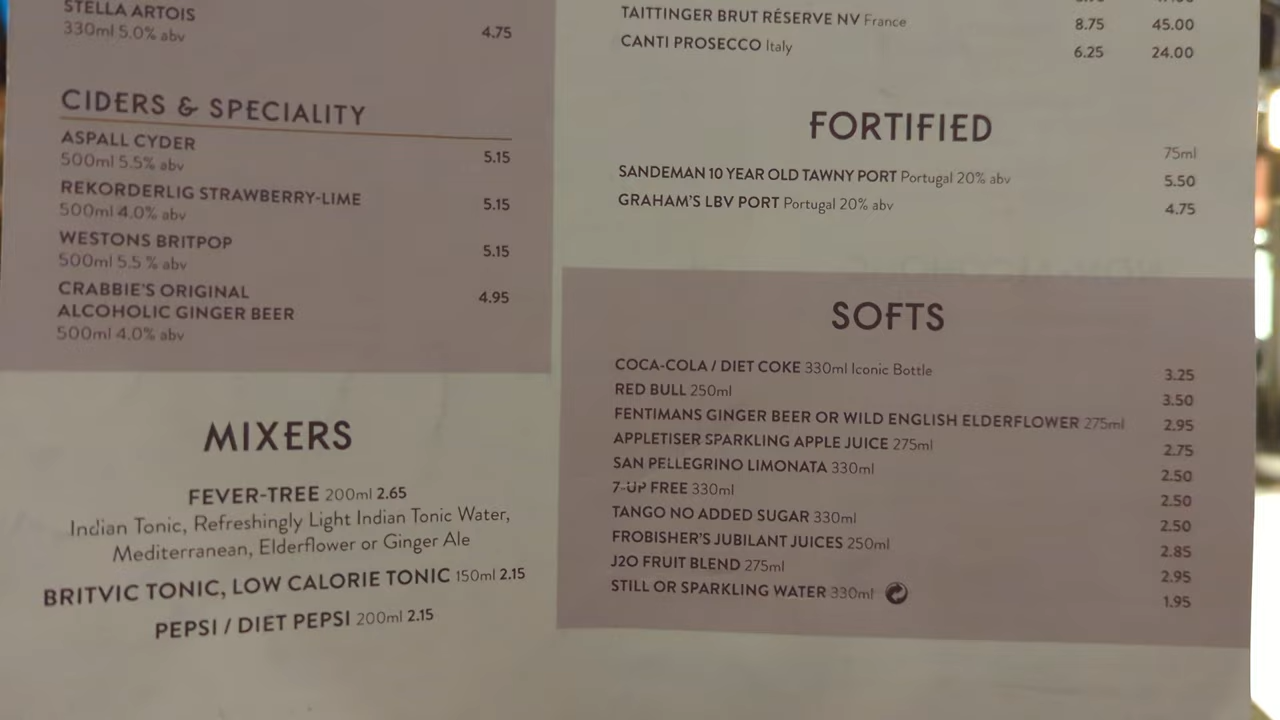 STELLA ARTOIS
330ml 5.0% abv 4.75
CIDERS & SPECIALITY
ASPALL CYDER
500ml 5.5% abv 5.15
REKORDERLIG STRAWBERRY-LIME
500ml 4.0% abv 5.15
WESTONS BRITPOP
500ml 5.5 % abv 5.15
CRABBIE'S ORIGINAL 4.95
ALCOHOLIC GINGER BEER
500ml 4.0% abv
MIXERS
FEVER-TREE 200ml 2.65
Indian Tonic, Refreshingly Light Indian Tonic Water,
Mediterranean, Elderflower or Ginger Ale
BRITVIC TONIC, LOW CALORIE TONIC 150ml 2.15
PEPSI / DIET PEPSI 200ml 2.15
TAITTINGER BRUT RÉSERVE NV France 8.75 45.00
CANTI PROSECCO Italy 6.25 24.00
FORTIFIED
75ml
SANDEMAN 10 YEAR OLD TAWNY PORT Portugal 20% abv 5.50
GRAHAM'S LBV PORT Portugal 20% abv 4.75
SOFTS
COCA-COLA / DIET COKE 330ml Iconic Bottle 3.25
RED BULL 250ml 3.50
FENTIMANS GINGER BEER OR WILD ENGLISH ELDERFLOWER 275ml 2.95
APPLETISER SPARKLING APPLE JUICE 275ml 2.75
SAN PELLEGRINO LIMONATA 330ml 2.50
7-UP FREE 330ml 2.50
TANGO NO ADDED SUGAR 330ml 2.50
FROBISHER'S JUBILANT JUICES 250ml 2.85
J2O FRUIT BLEND 275ml 2.95
STILL OR SPARKLING WATER 330ml 1.95